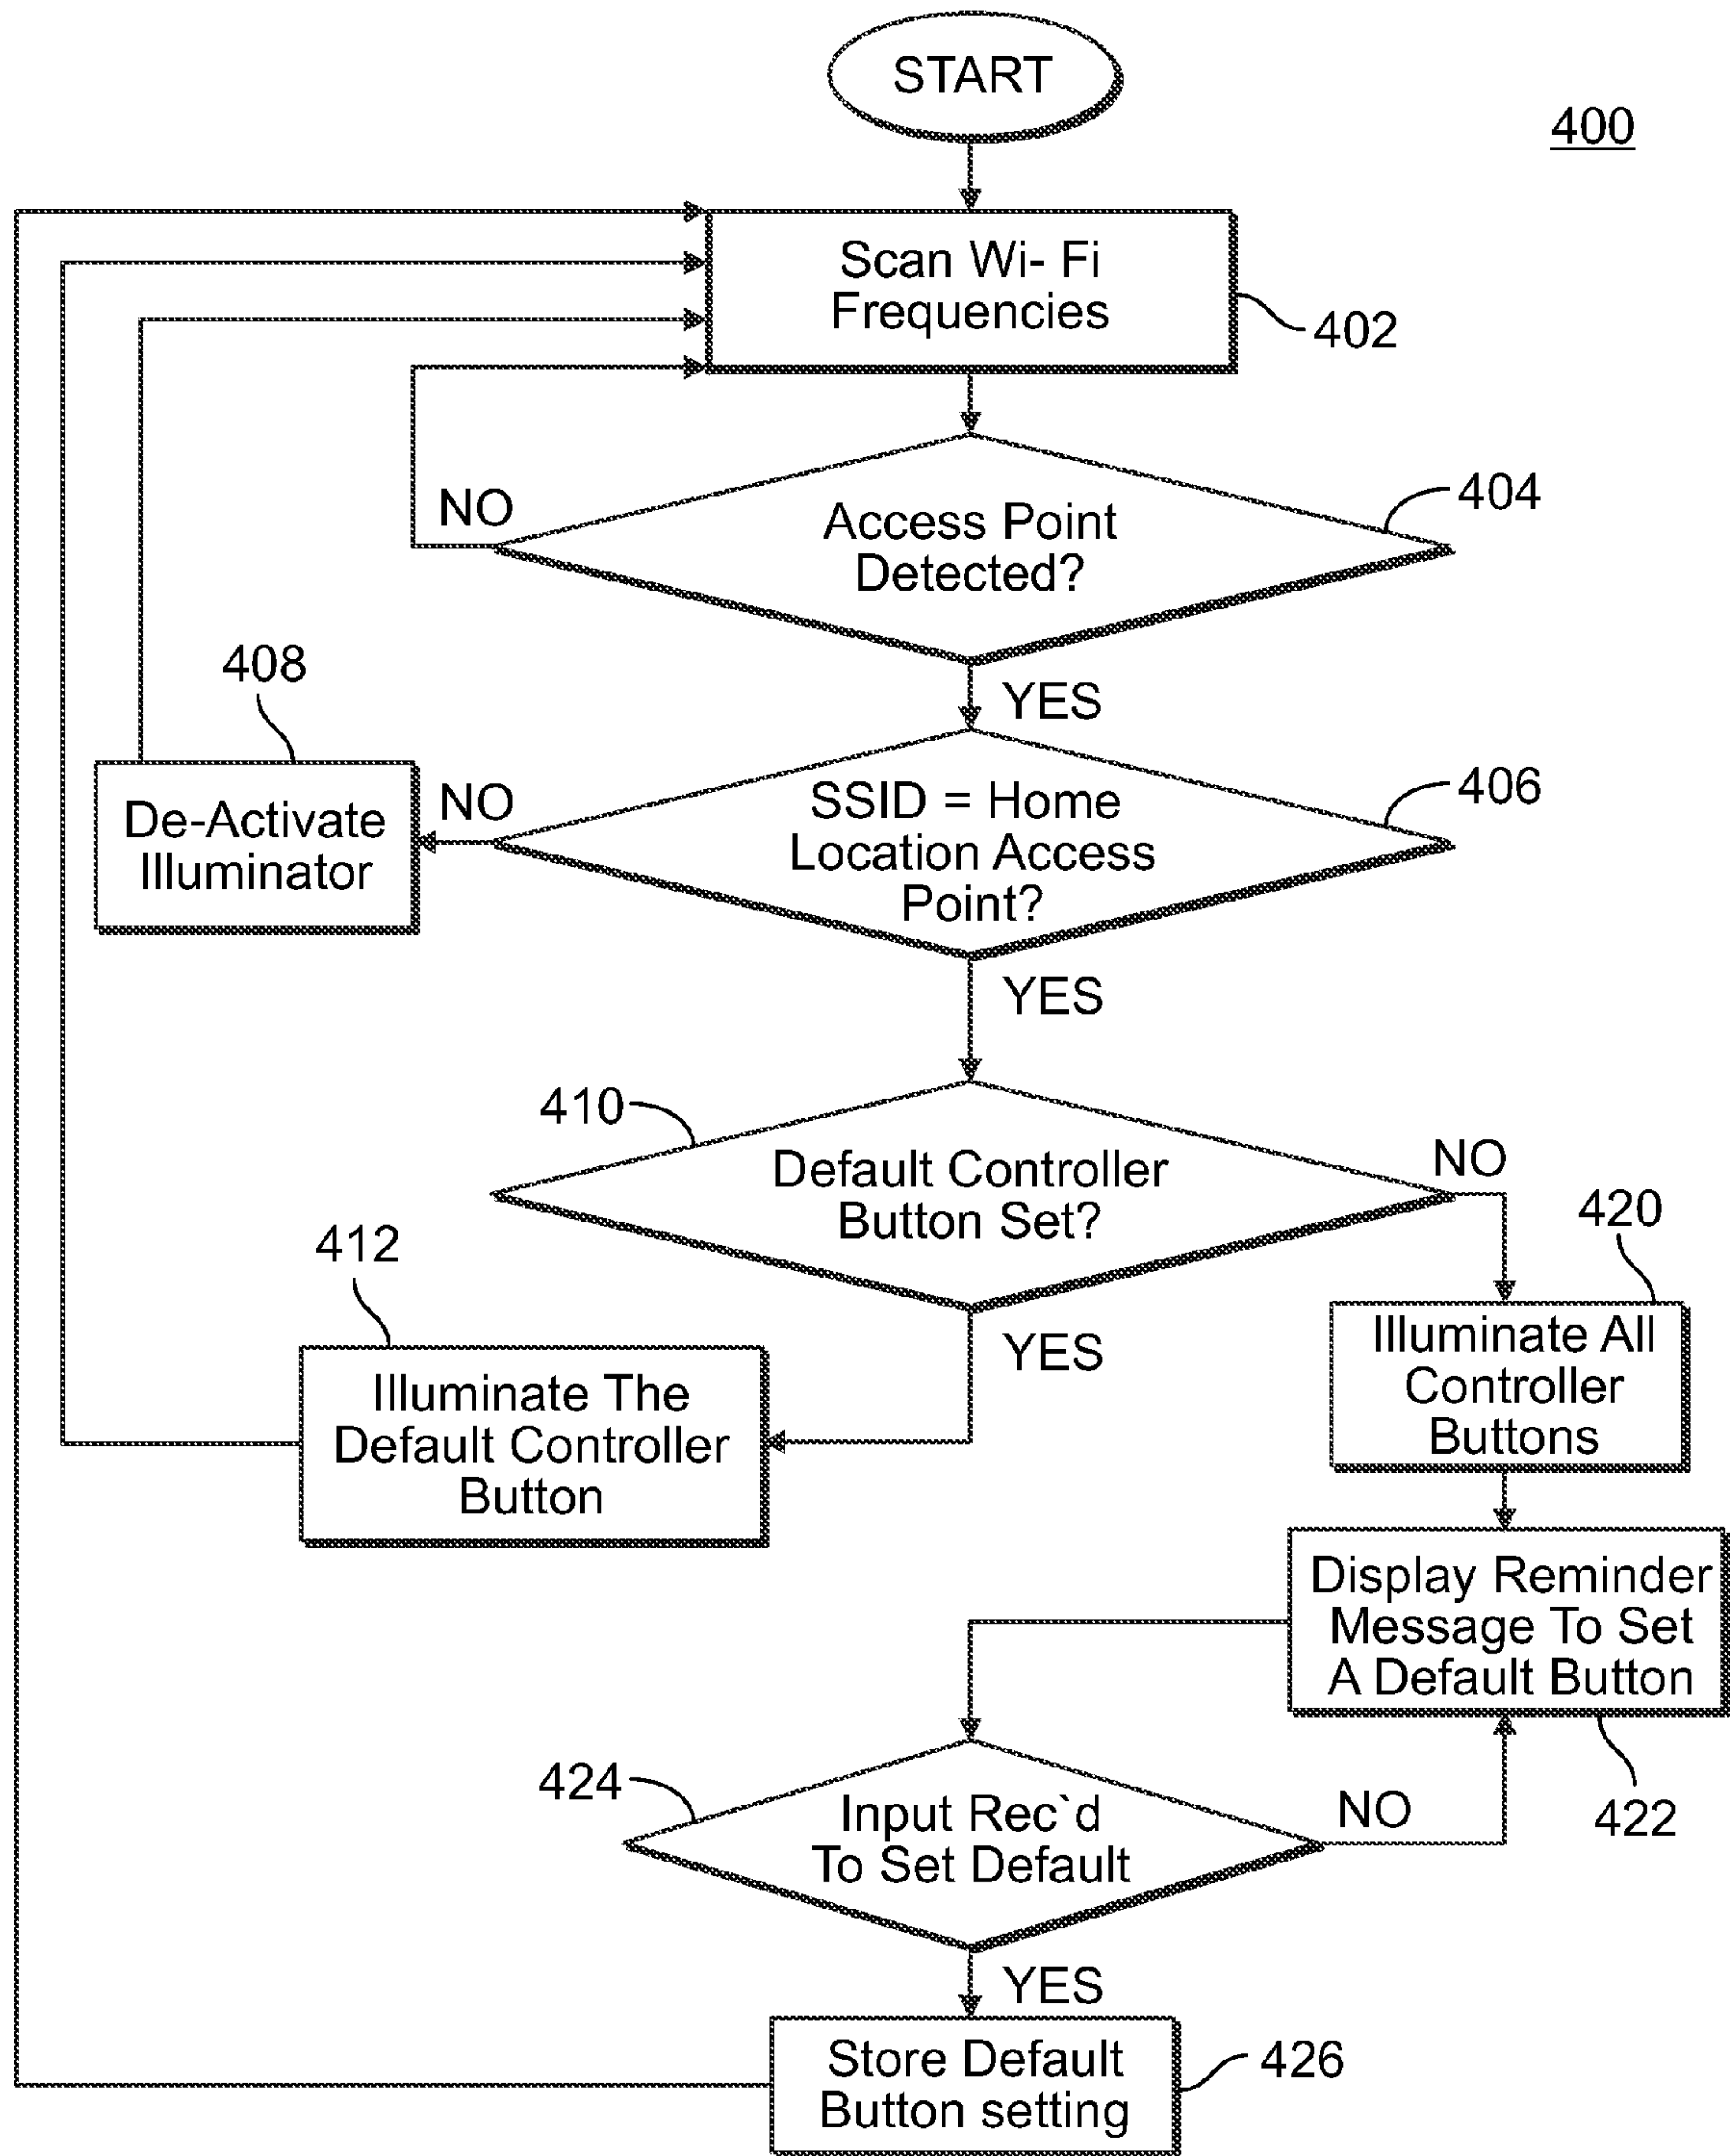 START
400
Scan Wi- Fi
Frequencies
402
NO
Access Point
Detected?
404
YES
408
De-Activate
Illuminator
NO
SSID = Home
Location Access
Point?
406
YES
410
Default Controller
Button Set?
NO
420
412
Illuminate The
Default Controller
Button
YES
Illuminate All
Controller
Buttons
Display Reminder
Message To Set
A Default Button
422
424
Input Rec`d
To Set Default
NO
YES
Store Default
Button setting
426